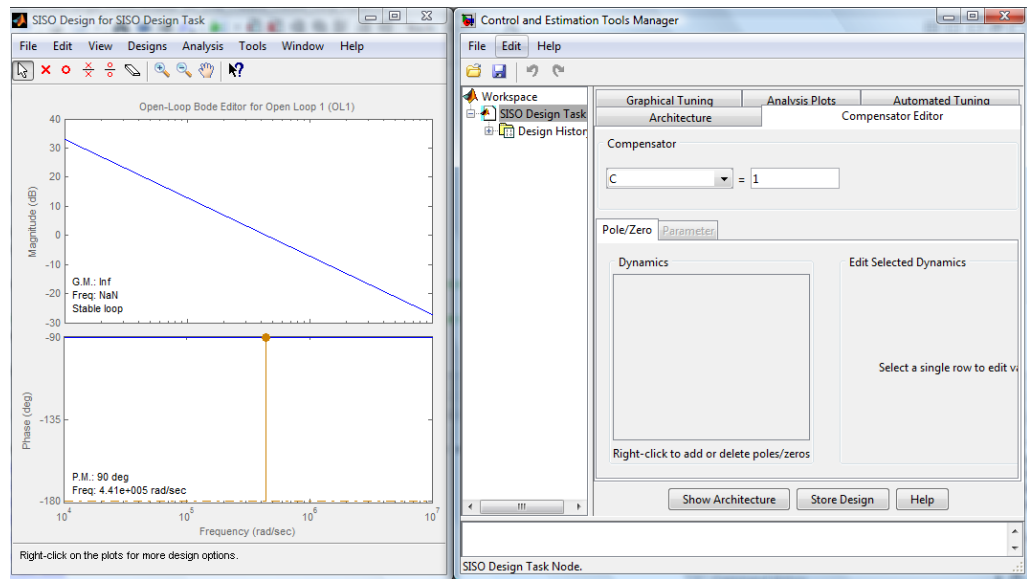 SISO Design for SISO Design Task
File Edit View Designs Analysis Tools Window Help
Open-Loop Bode Editor for Open Loop 1 (OL1)
Magnitude (dB)
40
30
20
10
0
-10
-20
-30
G.M.: Inf
Freq: NaN
Stable loop
Phase (deg)
-90
-135
-180
P.M.: 90 deg
Freq: 4.41e+005 rad/sec
10^4 10^5 10^6 10^7
Frequency (rad/sec)
Right-click on the plots for more design options.
Control and Estimation Tools Manager
File Edit Help
Workspace
SISO Design Task
Design Histor
Graphical Tuning Analysis Plots Automated Tuning
Architecture Compensator Editor
Compensator
C = 1
Pole/Zero Parameter
Dynamics
Edit Selected Dynamics
Select a single row to edit va
Right-click to add or delete poles/zeros
Show Architecture Store Design Help
SISO Design Task Node.